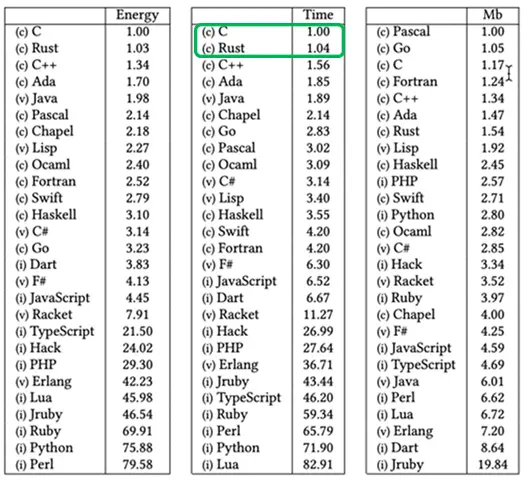 Energy
(c) C 1.00
(c) Rust 1.03
(c) C++ 1.34
(c) Ada 1.70
(v) Java 1.98
(c) Pascal 2.14
(c) Chapel 2.18
(v) Lisp 2.27
(c) Ocaml 2.40
(c) Fortran 2.52
(c) Swift 2.79
(c) Haskell 3.10
(v) C# 3.14
(c) Go 3.23
(i) Dart 3.83
(v) F# 4.13
(i) JavaScript 4.45
(v) Racket 7.91
(i) TypeScript 21.50
(i) Hack 24.02
(i) PHP 29.30
(v) Erlang 42.23
(i) Lua 45.98
(i) Jruby 46.54
(i) Ruby 69.91
(i) Python 75.88
(i) Perl 79.58
Time
(c) C 1.00
(c) Rust 1.04
(c) C++ 1.56
(c) Ada 1.85
(v) Java 1.89
(c) Chapel 2.14
(c) Go 2.83
(c) Pascal 3.02
(c) Ocaml 3.09
(v) C# 3.14
(v) Lisp 3.40
(c) Haskell 3.55
(c) Swift 4.20
(c) Fortran 4.20
(v) F# 6.30
(i) JavaScript 6.52
(i) Dart 6.67
(v) Racket 11.27
(i) Hack 26.99
(i) PHP 27.64
(v) Erlang 36.71
(i) Jruby 43.44
(i) TypeScript 46.20
(i) Ruby 59.34
(i) Perl 65.79
(i) Python 71.90
(i) Lua 82.91
Mb
(c) Pascal 1.00
(c) Go 1.05
(c) C 1.17
(c) Fortran 1.24
(c) C++ 1.34
(c) Ada 1.47
(c) Rust 1.54
(v) Lisp 1.92
(c) Haskell 2.45
(i) PHP 2.57
(c) Swift 2.71
(i) Python 2.80
(c) Ocaml 2.82
(v) C# 2.85
(i) Hack 3.34
(v) Racket 3.52
(i) Ruby 3.97
(c) Chapel 4.00
(v) F# 4.25
(i) JavaScript 4.59
(i) TypeScript 4.69
(v) Java 6.01
(i) Perl 6.62
(i) Lua 6.72
(v) Erlang 7.20
(i) Dart 8.64
(i) Jruby 19.84